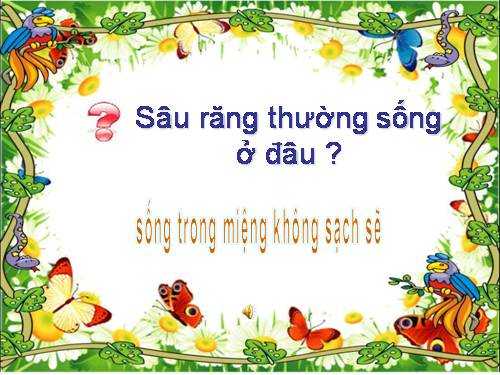 Sâu răng thường sống
ở đâu ?
sống trong miệng không sạch sẽ